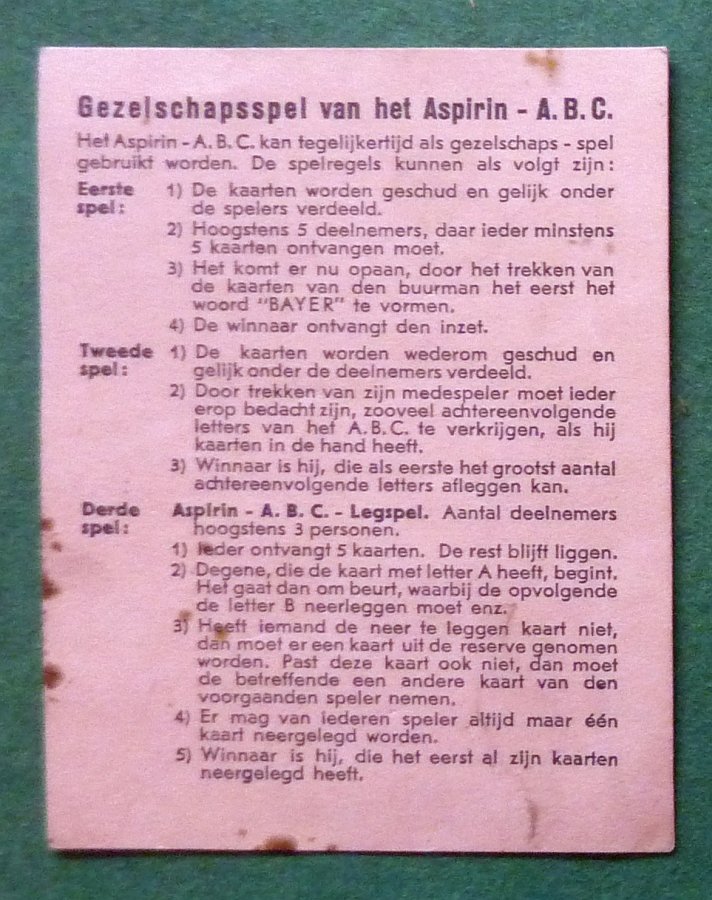 Gezelschapsspel van het Aspirin - A. B. C.
Het Aspirin - A. B. C. kan tegelijkertijd als gezelschaps - spel
gebruikt worden. De spelregels kunnen als volgt zijn :
Eerste 1) De kaarten worden geschud en gelijk onder
spel : de spelers verdeeld.
2) Hoogstens 5 deelnemers, daar ieder minstens
5 kaarten ontvangen moet.
3) Het komt er nu opaan, door het trekken van
de kaarten van den buurman het eerst het
woord "BAYER" te vormen.
4) De winnaar ontvangt den inzet.
Tweede 1) De kaarten worden wederom geschud en
spel : gelijk onder de deelnemers verdeeld.
2) Door trekken van zijn medespeler moet ieder
erop bedacht zijn, zooveel achtereenvolgende
letters van het A. B. C. te verkrijgen, als hij
kaarten in de hand heeft.
3) Winnaar is hij, die als eerste het grootst aantal
achtereenvolgende letters afleggen kan.
Derde Aspirin - A. B. C. - Legspel. Aantal deelnemers
spel : hoogstens 3 personen.
1) Ieder ontvangt 5 kaarten. De rest blijft liggen.
2) Degene, die de kaart met letter A heeft, begint.
Het gaat dan om beurt, waarbij de opvolgende
de letter B neerleggen moet enz.
3) Heeft iemand de neer te leggen kaart niet,
dan moet er een kaart uit de reserve genomen
worden. Past deze kaart ook niet, dan moet
de betreffende een andere kaart van den
voorgaanden speler nemen.
4) Er mag van iederen speler altijd maar één
kaart neergelegd worden.
5) Winnaar is hij, die het eerst al zijn kaarten
neergelegd heeft.